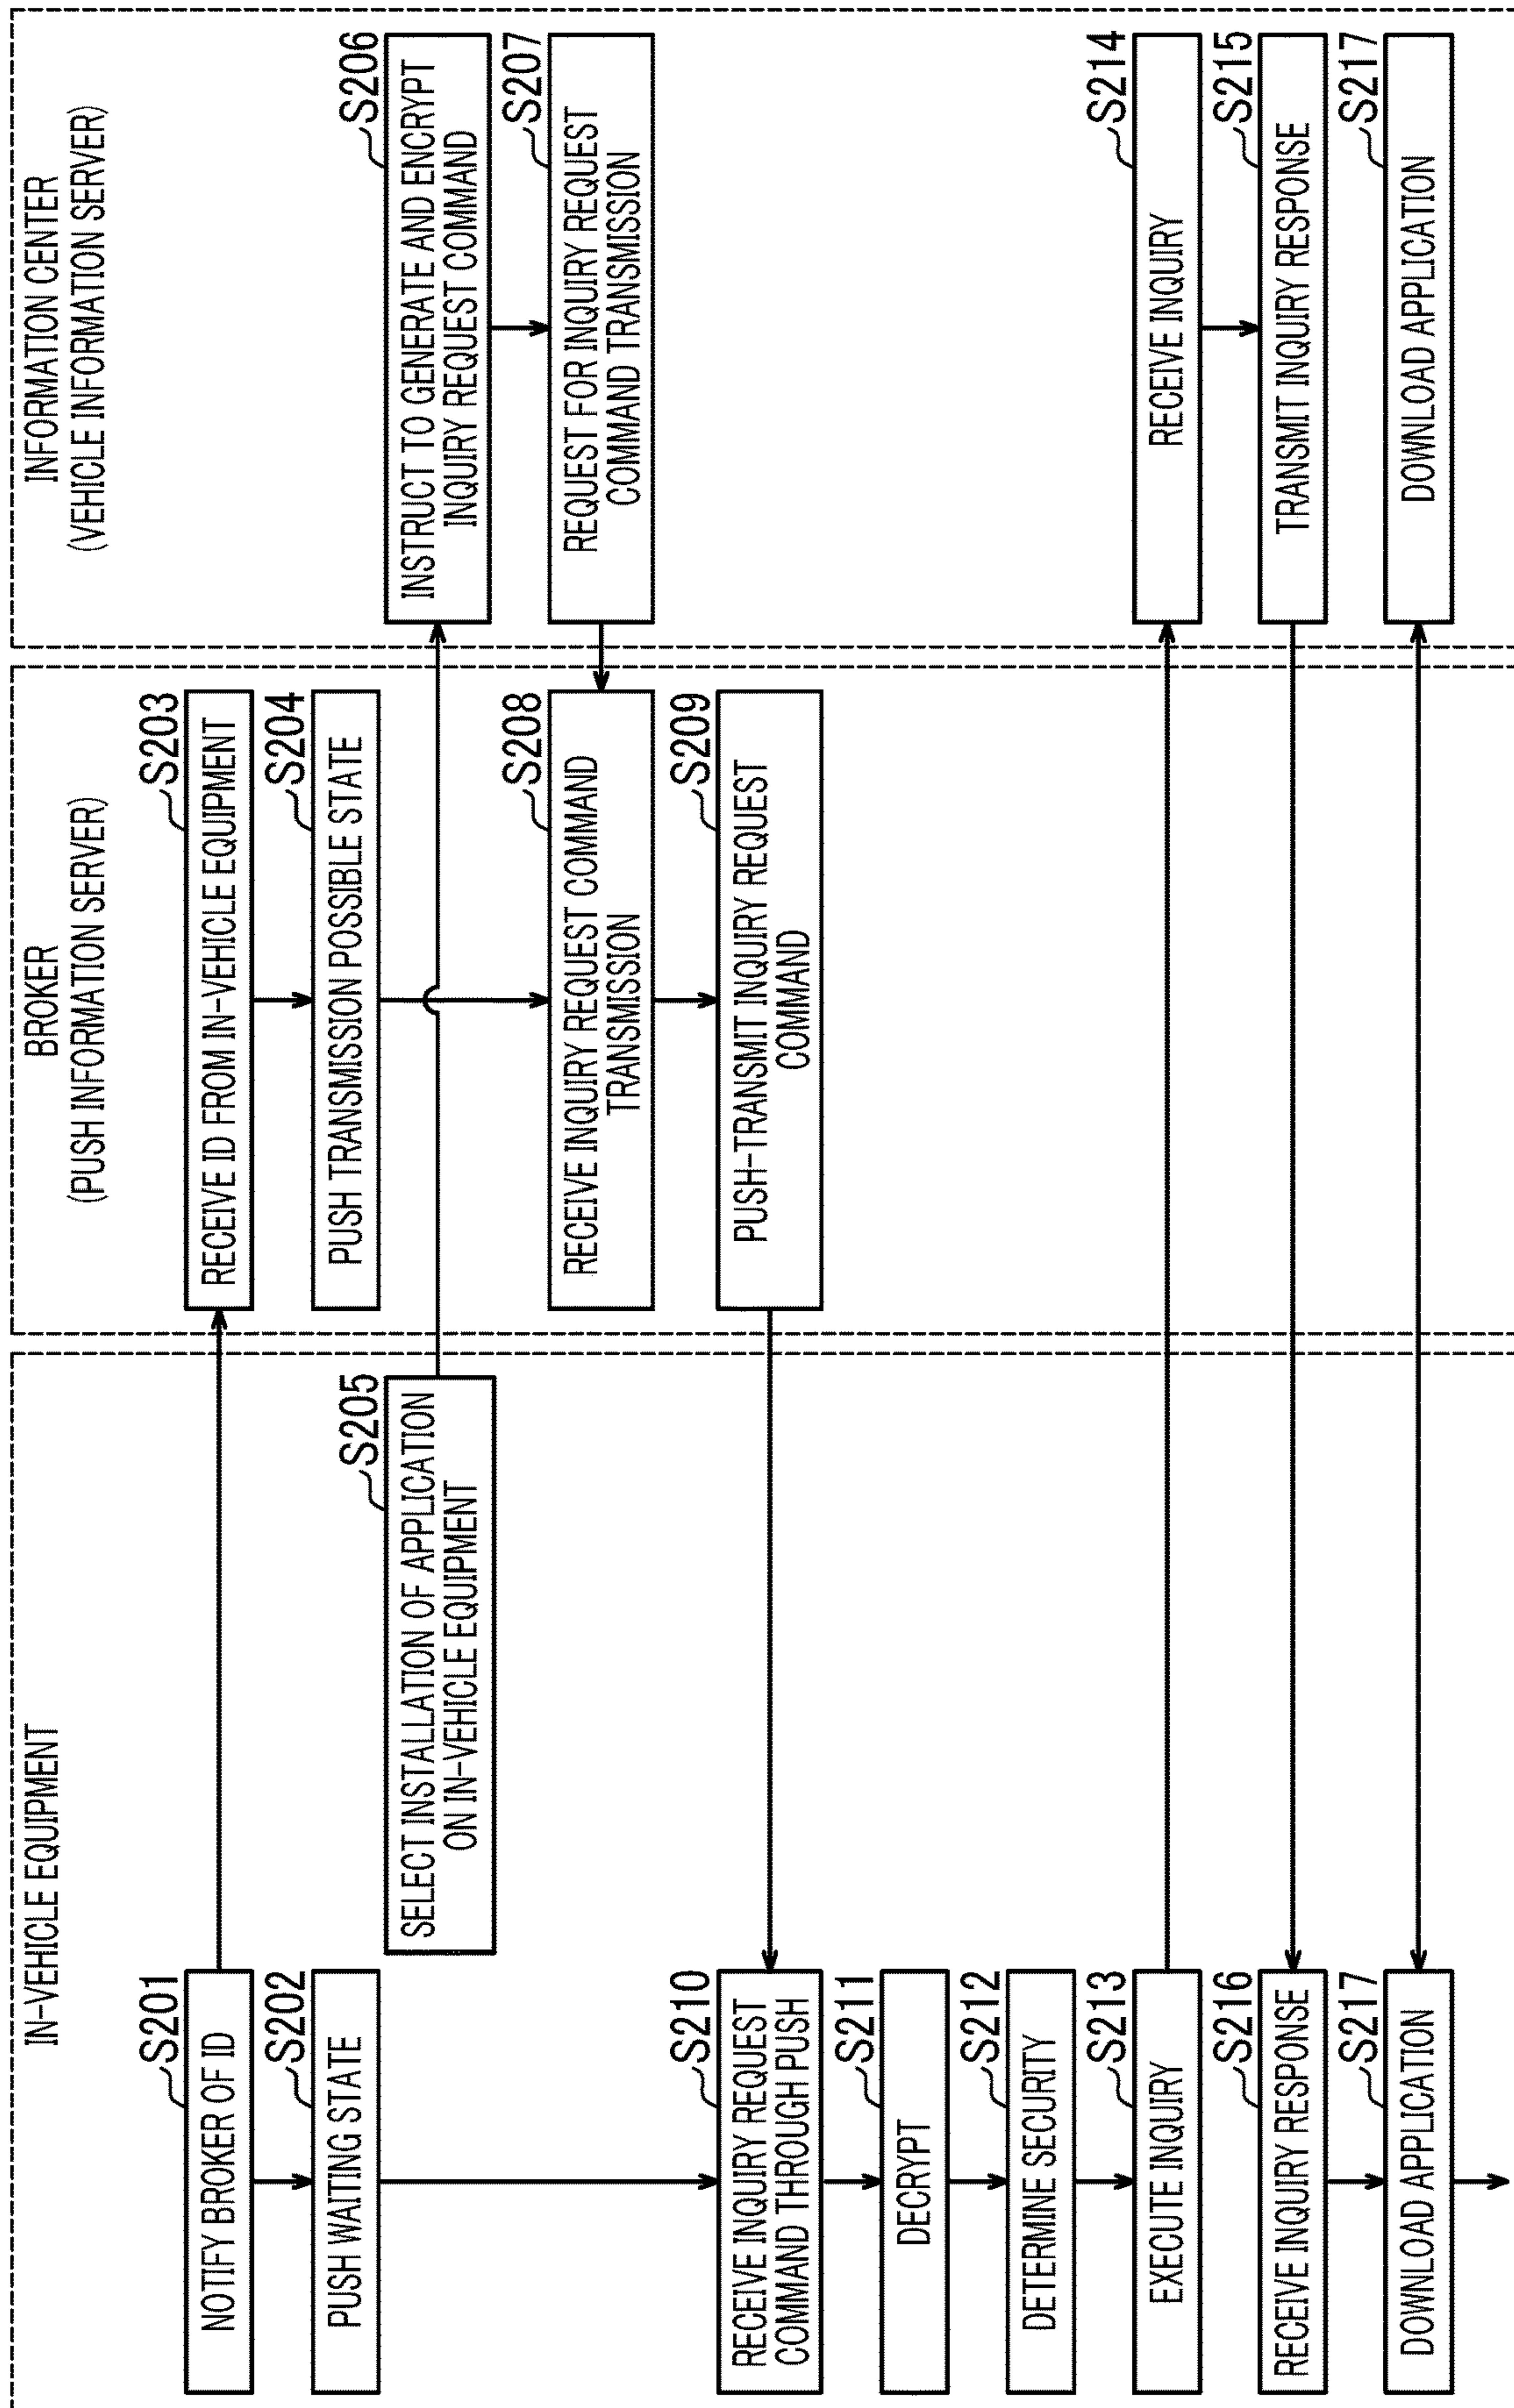 IN-VEHICLE EQUIPMENT
S201
NOTIFY BROKER OF ID
S202
PUSH WAITING STATE
S205
SELECT INSTALLATION OF APPLICATION
ON IN-VEHICLE EQUIPMENT
S210
RECEIVE INQUIRY REQUEST
COMMAND THROUGH PUSH
S211
DECRYPT
S212
DETERMINE SECURITY
S213
EXECUTE INQUIRY
S216
RECEIVE INQUIRY RESPONSE
S217
DOWNLOAD APPLICATION
BROKER
(PUSH INFORMATION SERVER)
S203
RECEIVE ID FROM IN-VEHICLE EQUIPMENT
S204
PUSH TRANSMISSION POSSIBLE STATE
S208
RECEIVE INQUIRY REQUEST COMMAND
TRANSMISSION
S209
PUSH-TRANSMIT INQUIRY REQUEST
COMMAND
INFORMATION CENTER
(VEHICLE INFORMATION SERVER)
S206
INSTRUCT TO GENERATE AND ENCRYPT
INQUIRY REQUEST COMMAND
S207
REQUEST FOR INQUIRY REQUEST
COMMAND TRANSMISSION
S214
RECEIVE INQUIRY
S215
TRANSMIT INQUIRY RESPONSE
S217
DOWNLOAD APPLICATION